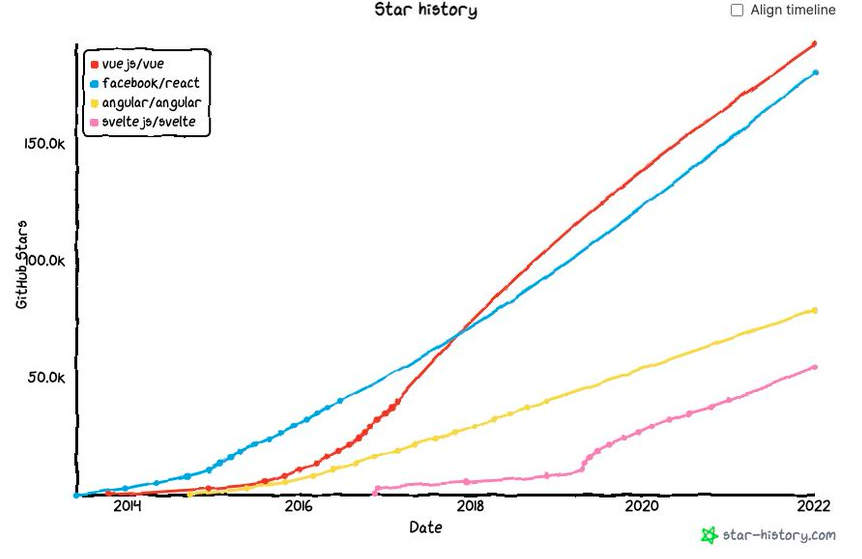 Star history
Align timeline
vuejs/vue
facebook/react
angular/angular
sveltejs/svelte
150.0k
100.0k
50.0k
GitHub Stars
2014
2016
2018
2020
2022
Date
star-history.com